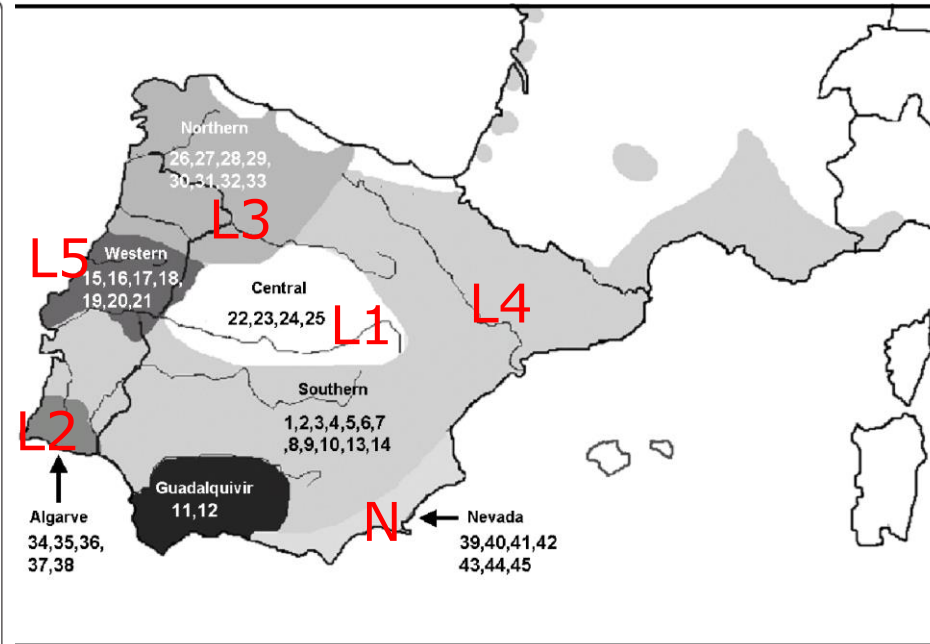 Northern
26,27,28,29,
30,31,32,33
L3
L5
Western
15,16,17,18,
19,20,21
Central
22,23,24,25
L1
L4
Southern
1,2,3,4,5,6,7
,8,9,10,13,14
L2
Guadalquivir
11,12
N
Algarve
34,35,36,
37,38
Nevada
39,40,41,42
43,44,45